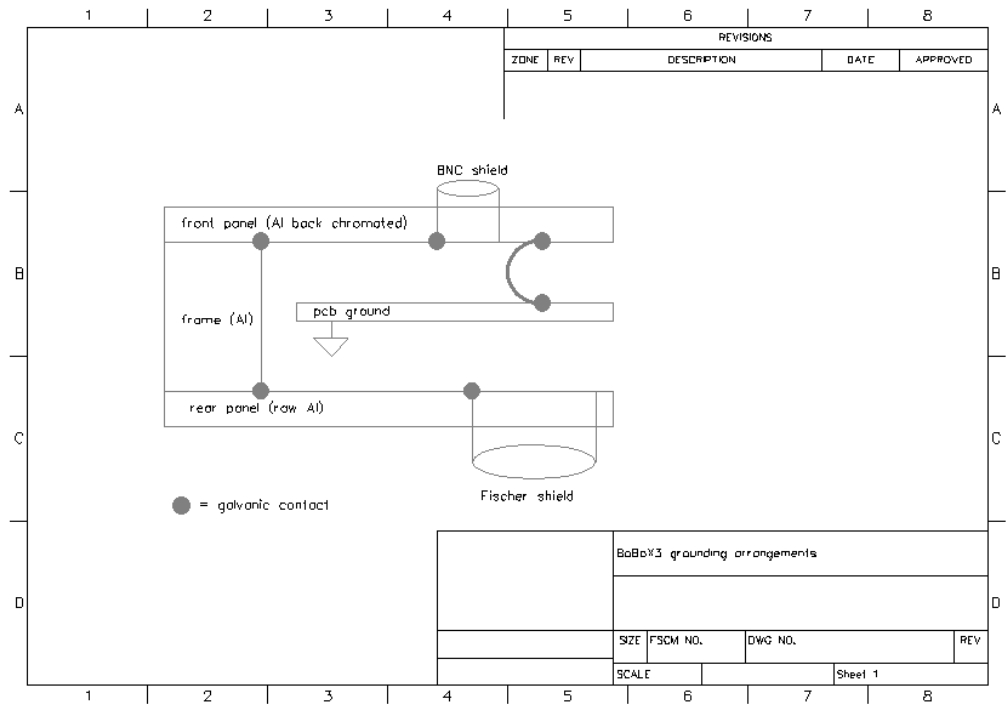 1 2 3 4 5 6 7 8
REVISIONS
ZONE REV DESCRIPTION DATE APPROVED
A A
BNC shield
front panel (Al back chromated)
B B
pcb ground
frame (Al)
rear panel (raw Al)
C C
Fischer shield
= galvanic contact
BoBoX3 grounding arrangements
D D
SIZE FSCM NO. DWG NO. REV
SCALE Sheet 1
1 2 3 4 5 6 7 8